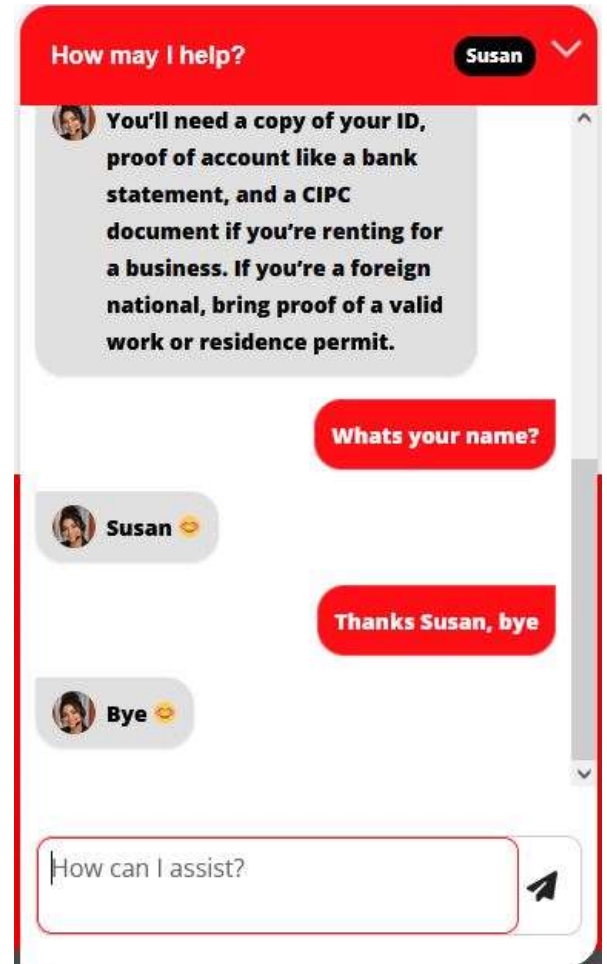 How may I help?
Susan
You’ll need a copy of your ID,
proof of account like a bank
statement, and a CIPC
document if you’re renting for
a business. If you’re a foreign
national, bring proof of a valid
work or residence permit.
Whats your name?
Susan 😊
Thanks Susan, bye
Bye 😊
How can I assist?